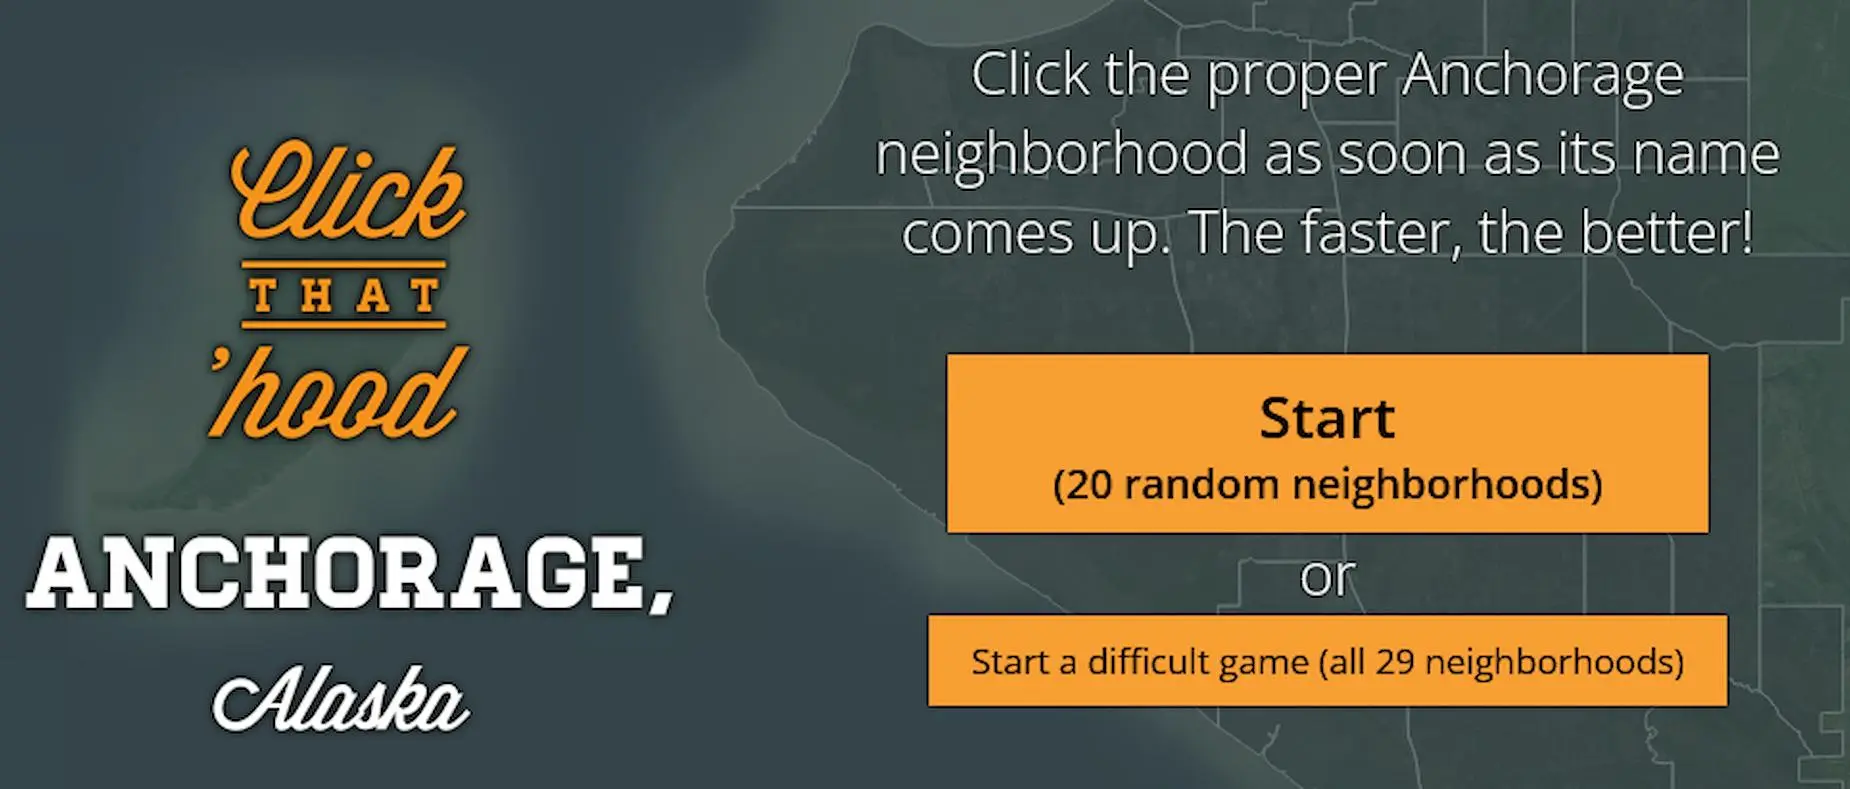 Click
THAT
'hood
ANCHORAGE,
Alaska
Click the proper Anchorage
neighborhood as soon as its name
comes up. The faster, the better!
Start
(20 random neighborhoods)
or
Start a difficult game (all 29 neighborhoods)